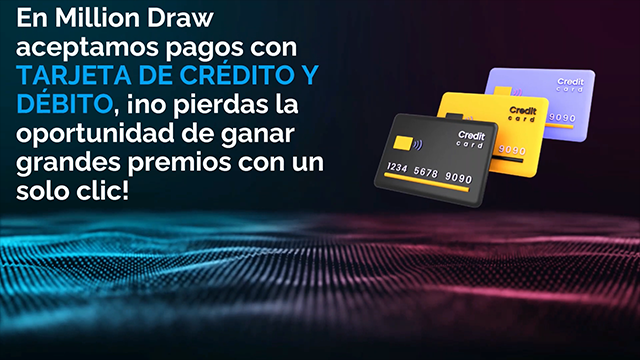 En Million Draw
aceptamos pagos con
TARJETA DE CRÉDITO Y
DÉBITO, ¡no pierdas la
oportunidad de ganar
grandes premios con un
solo clic!
Credit
card
9090
Credit
card
9090
Credit
card
1234 5678 9090